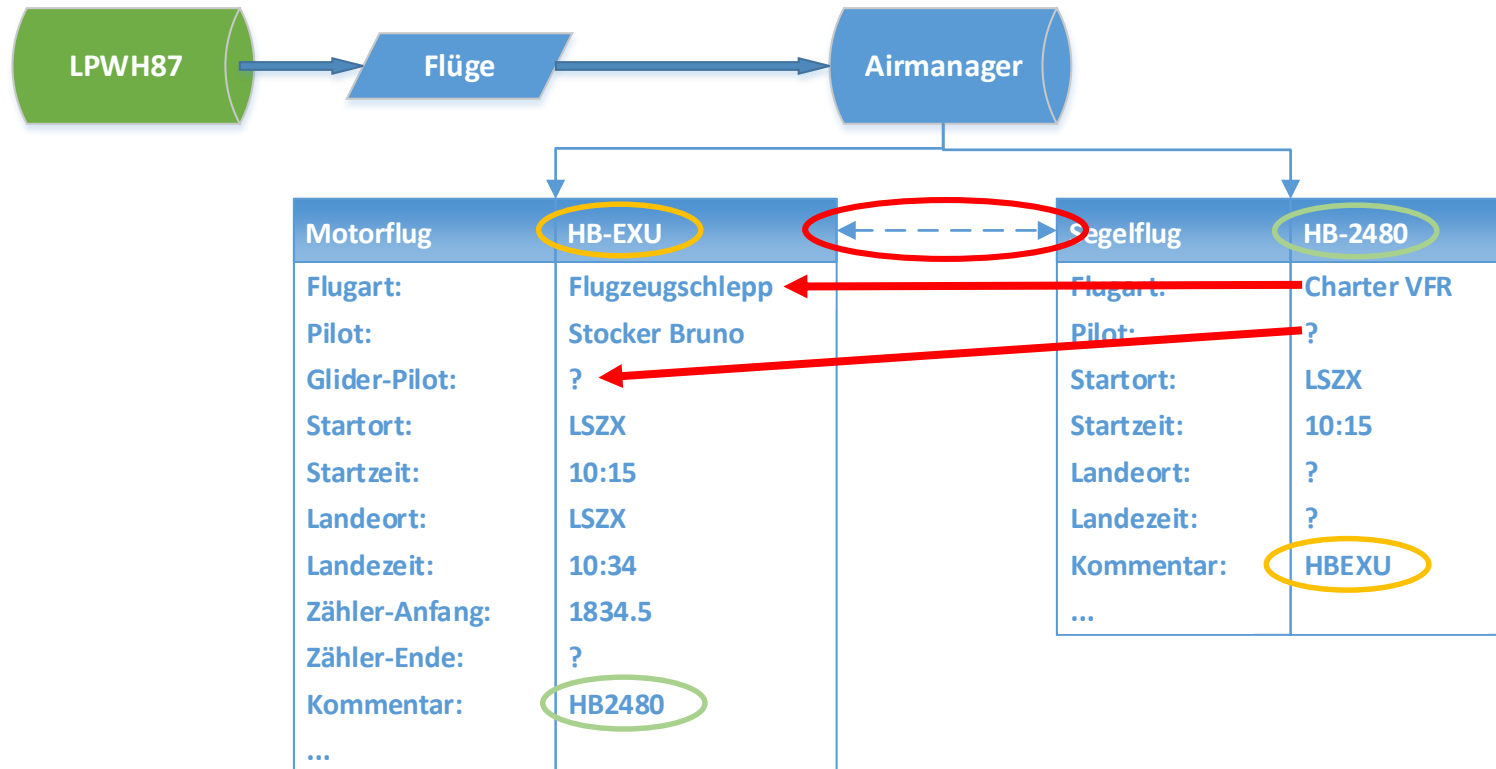 LPWH87
Flüge
Airmanager
Motorflug HB-EXU
Flugart: Flugzeugschlepp
Pilot: Stocker Bruno
Glider-Pilot: ?
Startort: LSZX
Startzeit: 10:15
Landeort: LSZX
Landezeit: 10:34
Zähler-Anfang: 1834.5
Zähler-Ende: ?
Kommentar: HB2480
...
Segelflug HB-2480
Flugart: Charter VFR
Pilot: ?
Startort: LSZX
Startzeit: 10:15
Landeort: ?
Landezeit: ?
Kommentar: HBEXU
...